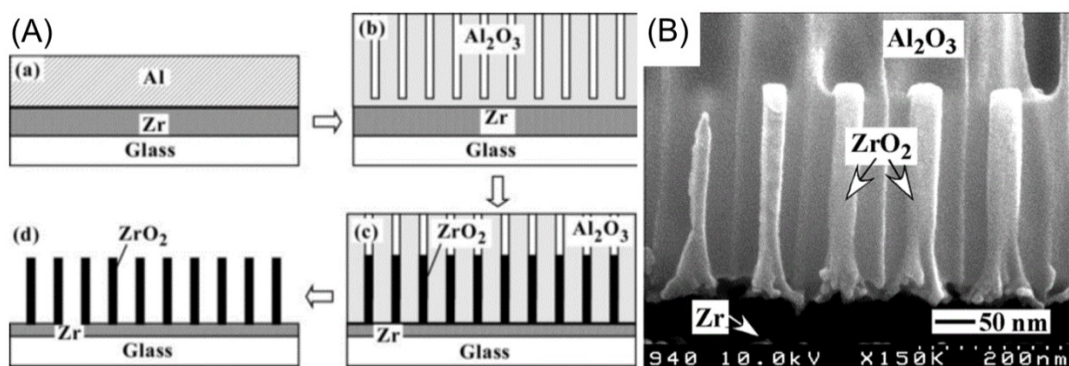 (A)
(a)
Al
Zr
Glass
(b)
Al₂O₃
Zr
Glass
(c)
ZrO₂
Al₂O₃
Zr
Glass
(d)
ZrO₂
Zr
Glass
(B)
Al₂O₃
ZrO₂
Zr
50 nm
940 10.0kV X150K 200nm